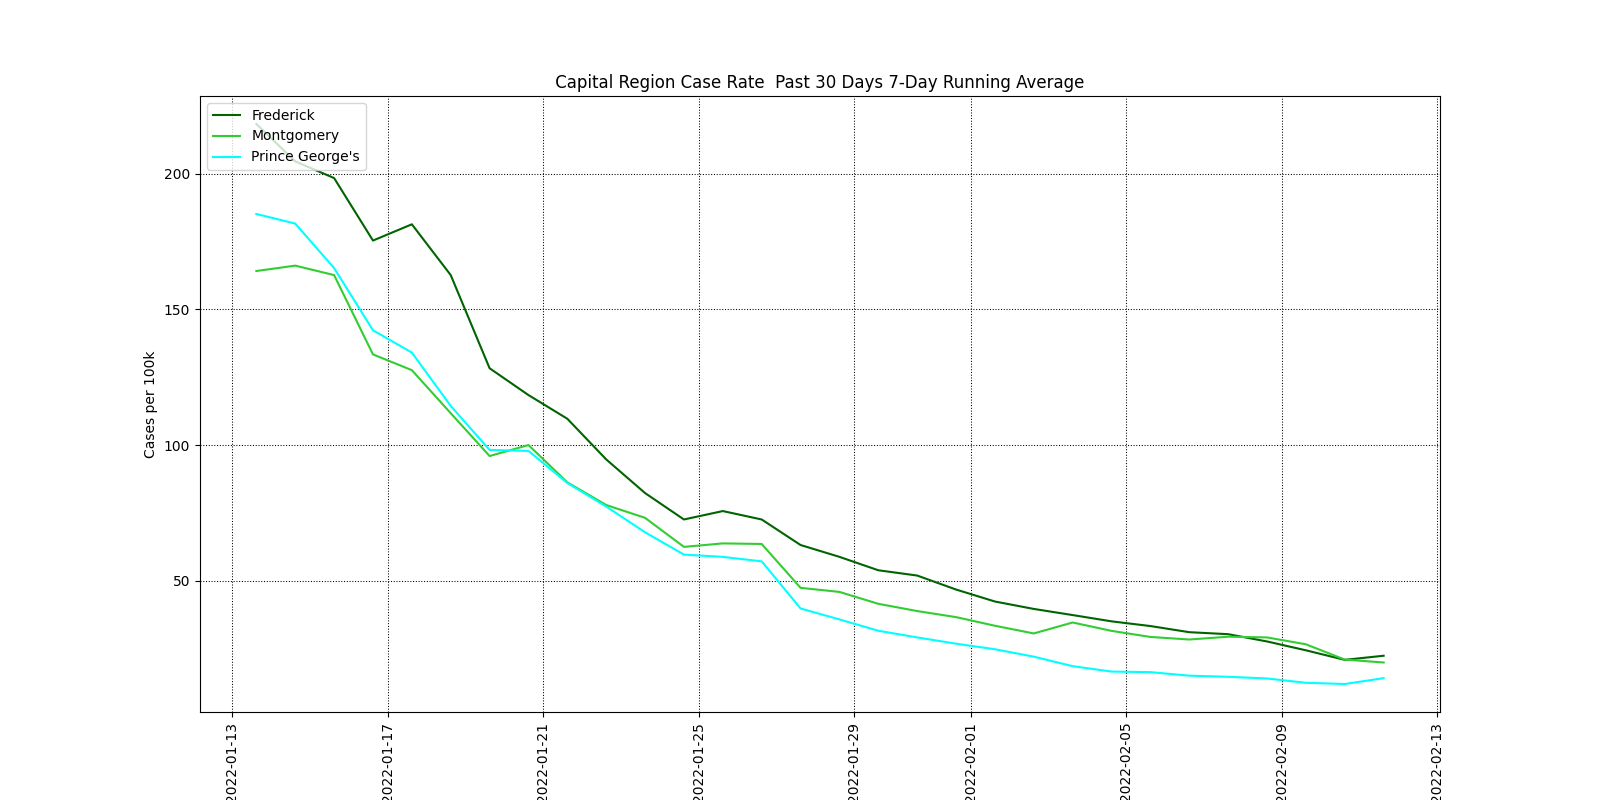 Capital Region Case Rate  Past 30 Days 7-Day Running Average
Frederick
Montgomery
Prince George's
200
150
100
50
Cases per 100k
2022-01-13
2022-01-17
2022-01-21
2022-01-25
2022-01-29
2022-02-01
2022-02-05
2022-02-09
2022-02-13